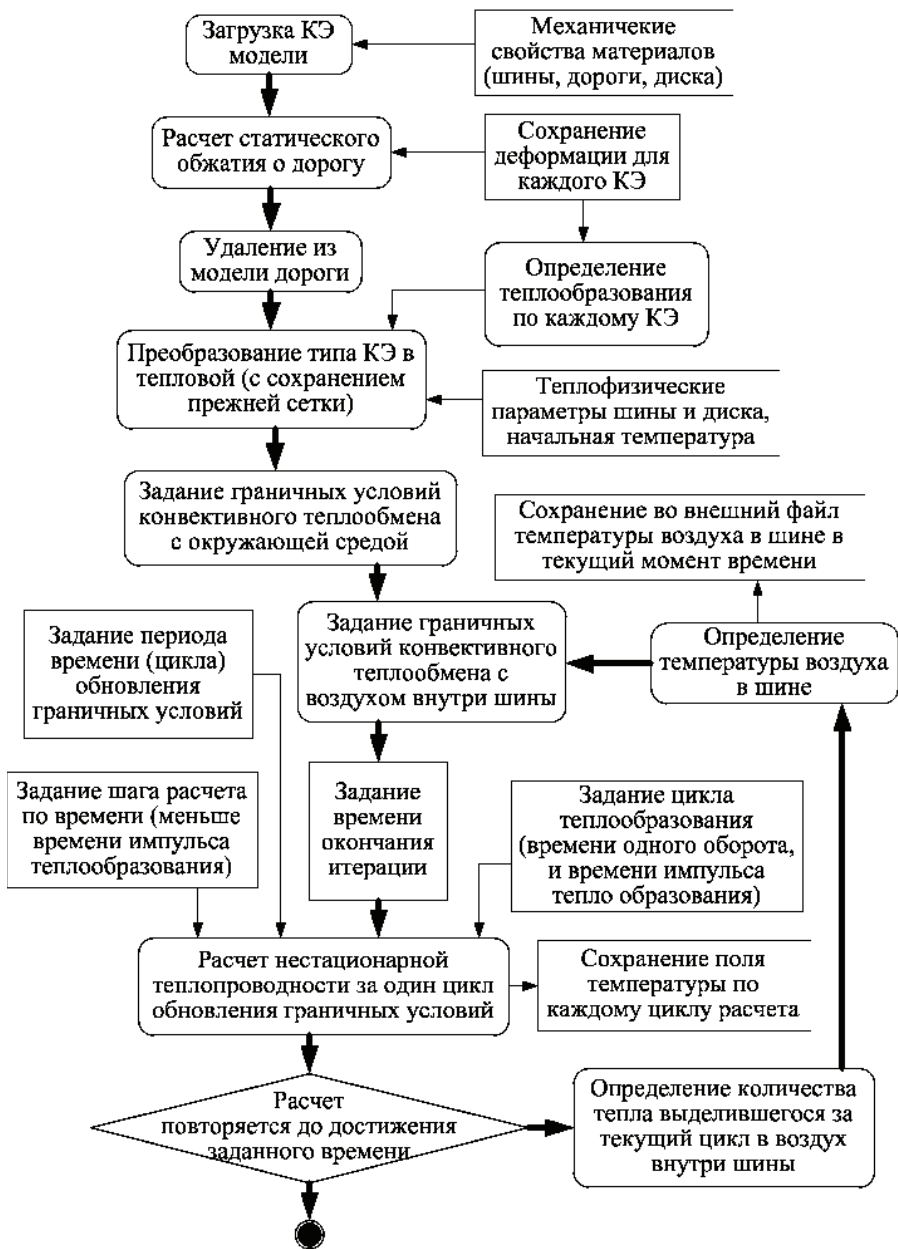 Загрузка КЭ
модели
Механичекие
свойства материалов
(шины, дороги, диска)
Расчет статического
обжатия о дорогу
Сохранение
деформации для
каждого КЭ
Удаление из
модели дороги
Определение
теплообразования
по каждому КЭ
Преобразование типа КЭ в
тепловой (с сохранением
прежней сетки)
Теплофизические
параметры шины и диска,
начальная температура
Задание граничных условий
конвективного теплообмена
с окружающей средой
Сохранение во внешний файл
температуры воздуха в шине в
текущий момент времени
Задание периода
времени (цикла)
обновления
граничных условий
Задание граничных
условий конвективного
теплообмена с
воздухом внутри шины
Определение
температуры воздуха
в шине
Задание шага расчета
по времени (меньше
времени импульса
теплообразования)
Задание
времени
окончания
итерации
Задание цикла
теплообразования
(времени одного оборота,
и времени импульса
тепло образования)
Расчет нестационарной
теплопроводности за один цикл
обновления граничных условий
Сохранение поля
температуры по
каждому циклу расчета
Расчет
повторяется до достижения
заданного времени
Определение количества
тепла выделившегося за
текущий цикл в воздух
внутри шины